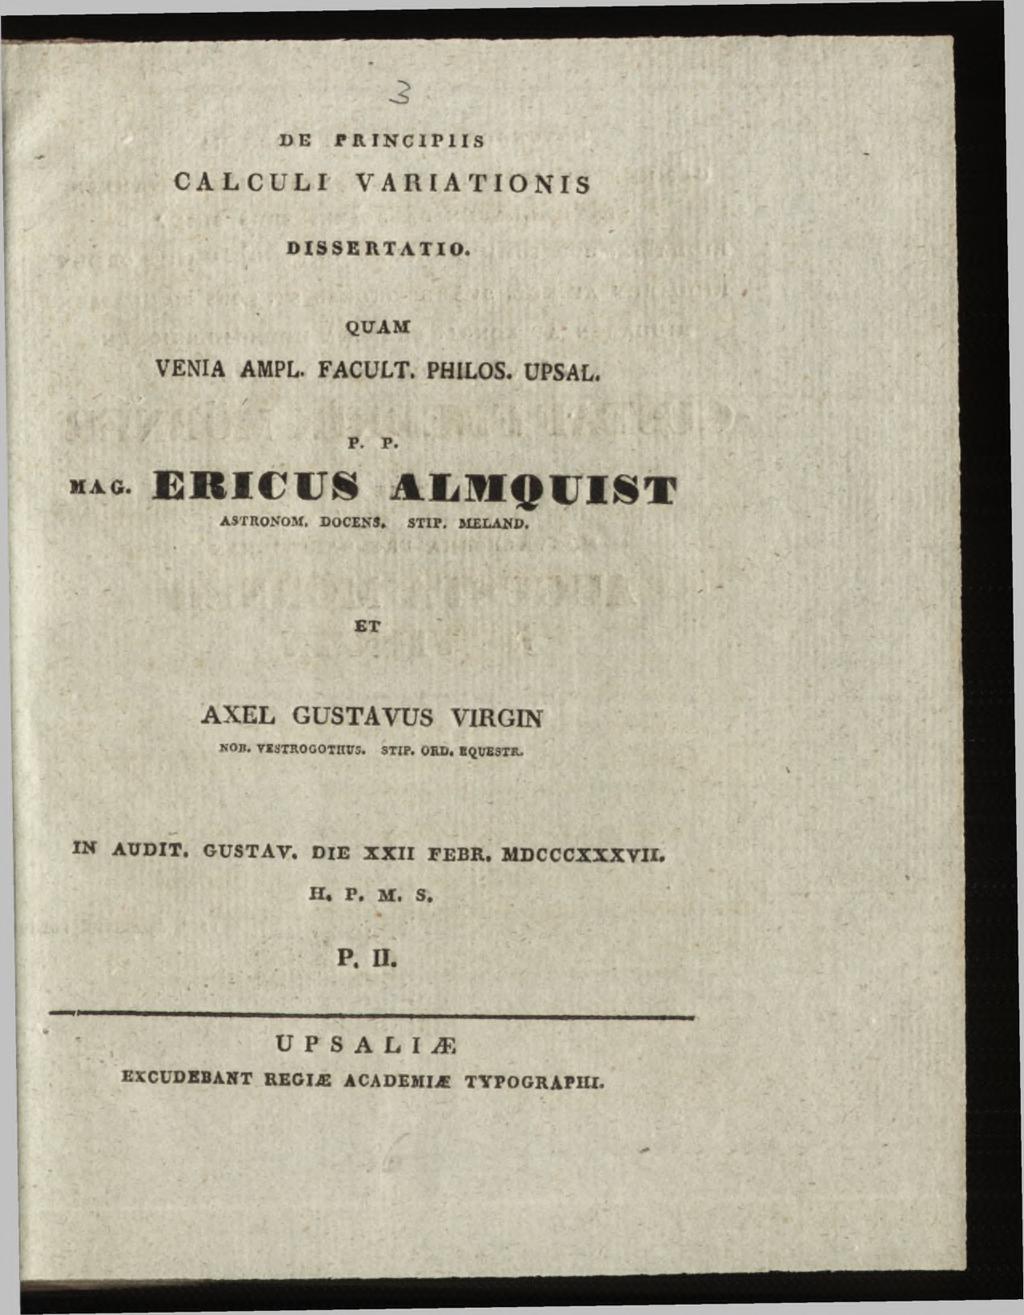 3
DE PRINCIPIIS
CALCULI VARIATIONIS
DISSERTATIO.
QUAM
VENIA AMPL. FACULT. PHILOS. UPSAL.
P. P.
MAG. ERICUS ALMQUIST
ASTRONOM. DOCENS. STIP. MELAND.
ET
AXEL GUSTAVUS VIRGIN
NOB. VESTROGOTHUS. STIP. ORD. EQUESTR.
IN AUDIT. GUSTAV. DIE XXII FEBR. MDCCCXXXVII.
H. P. M. S.
P. II.
UPSALIÆ
EXCUDEBANT REGIÆ ACADEMIÆ TYPOGRAPHI.